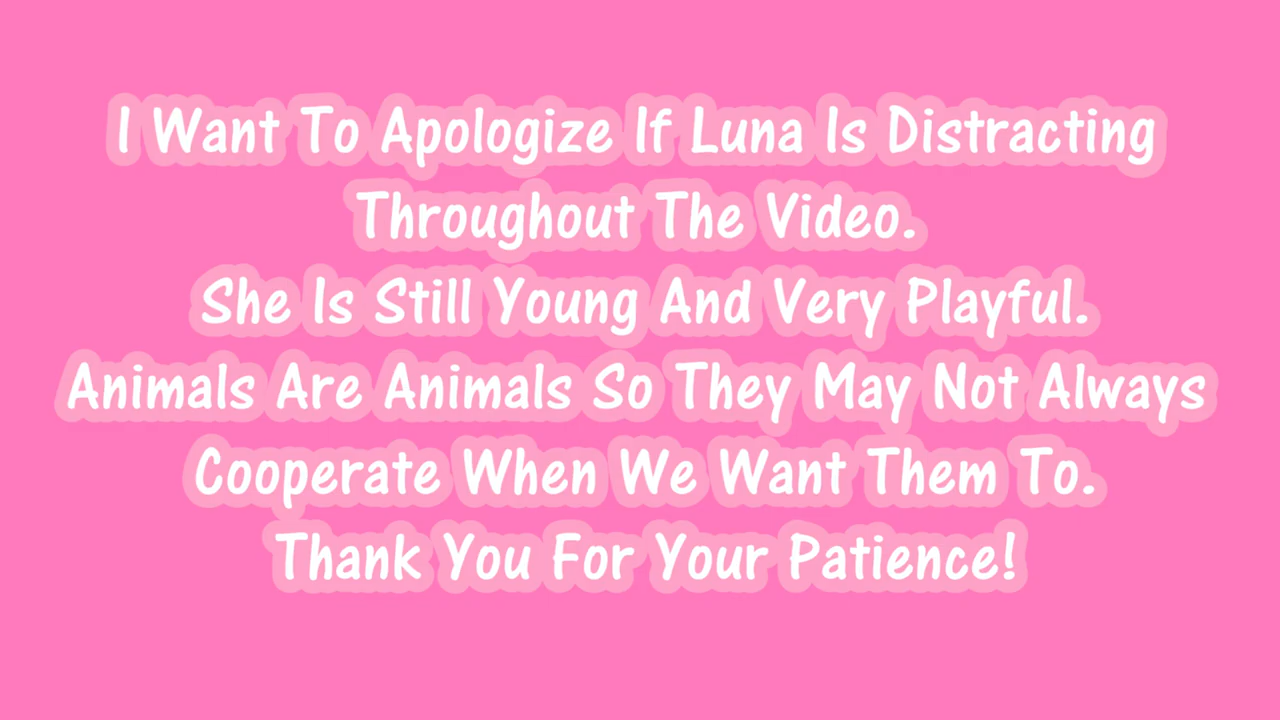 I Want To Apologize If Luna Is Distracting
Throughout The Video.
She Is Still Young And Very Playful.
Animals Are Animals So They May Not Always
Cooperate When We Want Them To.
Thank You For Your Patience!